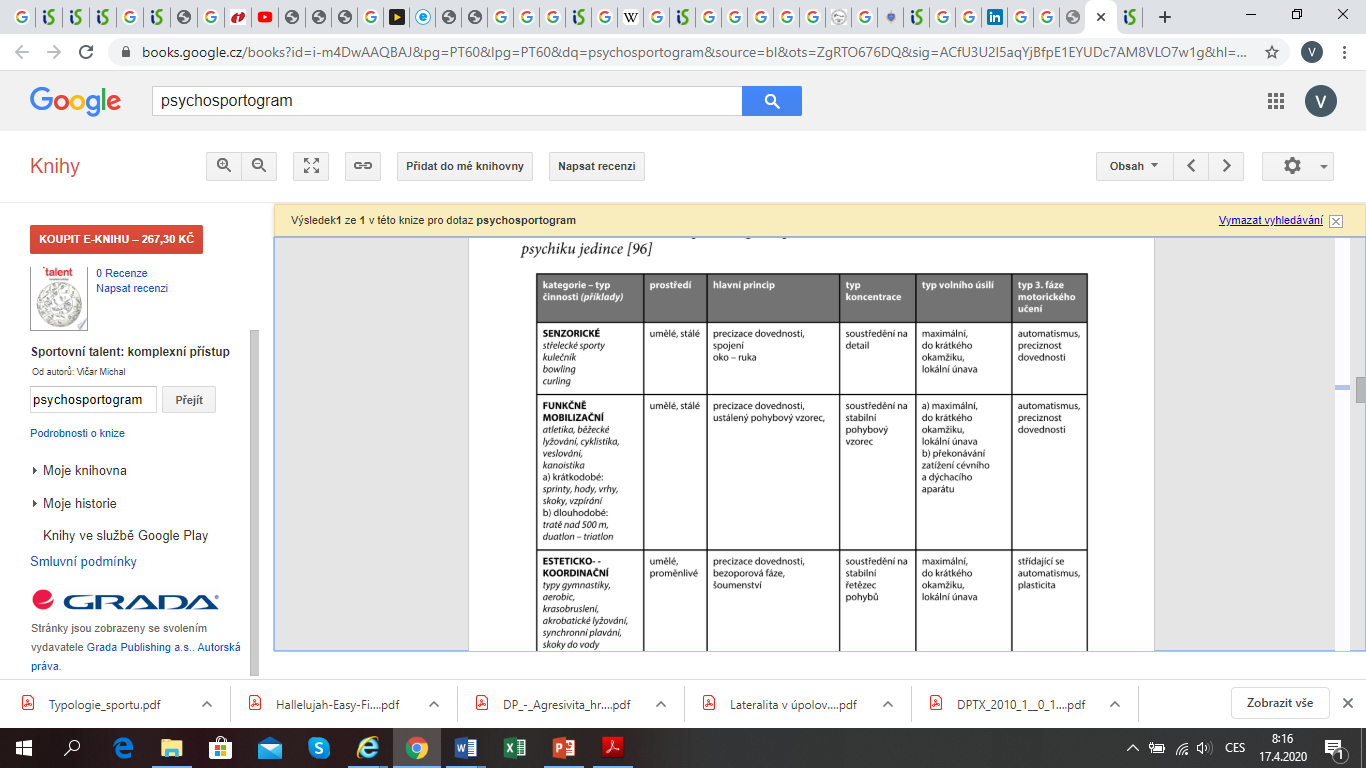 books.google.cz/books?id=i-m4DwAAQBAJ&pg=PT60&lpg=PT60&dq=psychosportogram&source=bl&ots=ZgRTO676DQ&sig=ACfU3U2I5aqYjBfpE1EYUDc7AM8VLO7w1g&hl=...
V
Google
psychosportogram
V
Knihy
Přidat do mé knihovny
Napsat recenzi
Obsah
Výsledek1 ze 1 v této knize pro dotaz psychosportogram
Vymazat vyhledávání
KOUPIT E-KNIHU – 267,30 KČ
talent
0 Recenze
Napsat recenzi
Sportovní talent: komplexní přístup
Od autorů: Vičar Michal
psychosportogram
Přejít
Podrobnosti o knize
Moje knihovna
Moje historie
Knihy ve službě Google Play
Smluvní podmínky
GRADA
Stránky jsou zobrazeny se svolením
vydavatele Grada Publishing a.s.. Autorská
práva.
psychiku jedince [96]
kategorie – typ
činnosti (příklady)
prostředí
hlavní princip
typ
koncentrace
typ volního úsilí
typ 3. fáze
motorického
učení
SENZORICKÉ
střelecké sporty
kulečník
bowling
curling
umělé, stálé
precizace dovednosti,
spojení
oko – ruka
soustředění na
detail
maximální,
do krátkého
okamžiku,
lokální únava
automatismus,
preciznost
dovednosti
FUNKČNĚ
MOBILIZAČNÍ
atletika, běžecké
lyžování, cyklistika,
veslování,
kanoistika
a) krátkodobé:
sprinty, hody, vrhy,
skoky, vzpírání
b) dlouhodobé:
tratě nad 500 m,
duatlon – triatlon
umělé, stálé
precizace dovednosti,
ustálený pohybový vzorec,
soustředění na
stabilní
pohybový
vzorec
a) maximální,
do krátkého
okamžiku,
lokální únava
b) překonávání
zatížení cévního
a dýchacího
aparátu
automatismus,
preciznost
dovednosti
ESTETICKO- -
KOORDINAČNÍ
typy gymnastiky,
aerobic,
krasobruslení,
akrobatické lyžování,
synchronní plavání,
skoky do vody
umělé,
proměnlivé
precizace dovednosti,
bezoporová fáze,
šoumenství
soustředění na
stabilní
řetězec
pohybů
maximální,
do krátkého
okamžiku,
lokální únava
střídající se
automatismus,
plasticita
Typologie_sportu.pdf
Hallelujah-Easy-Fi....pdf
DP_-_Agresivita_hr....pdf
Lateralita v úpolov....pdf
DPTX_2010_1__0_1....pdf
Zobrazit vše
CES
8:16
17.4.2020
1